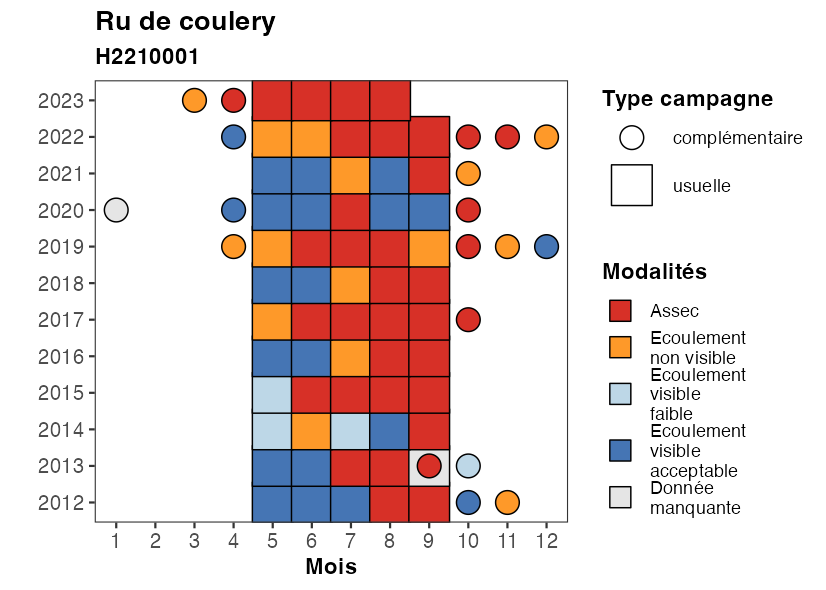 Ru de coulery
H2210001
2023
2022
2021
2020
2019
2018
2017
2016
2015
2014
2013
2012
1 2 3 4 5 6 7 8 9 10 11 12
Mois
Type campagne
complémentaire
usuelle
Modalités
Assec
Ecoulement
non visible
Ecoulement
visible
faible
Ecoulement
visible
acceptable
Donnée
manquante